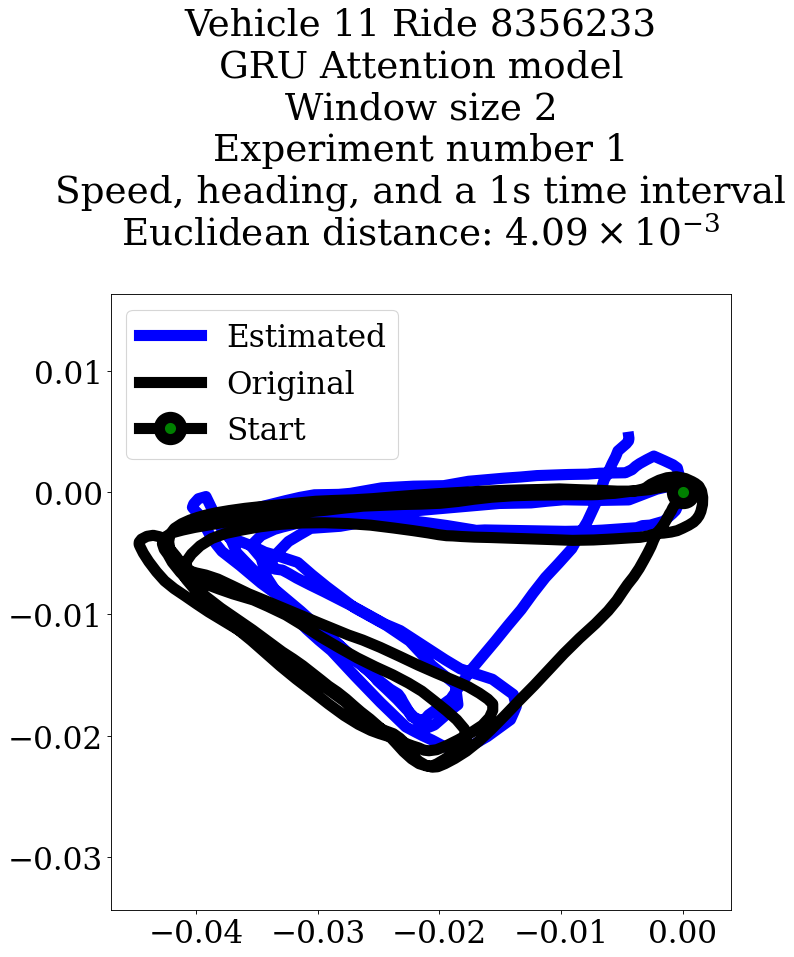 Vehicle 11 Ride 8356233
GRU Attention model
Window size 2
Experiment number 1
Speed, heading, and a 1s time interval
Euclidean distance: 4.09 × 10⁻³
Estimated
Original
Start
0.01
0.00
−0.01
−0.02
−0.03
−0.04 −0.03 −0.02 −0.01 0.00